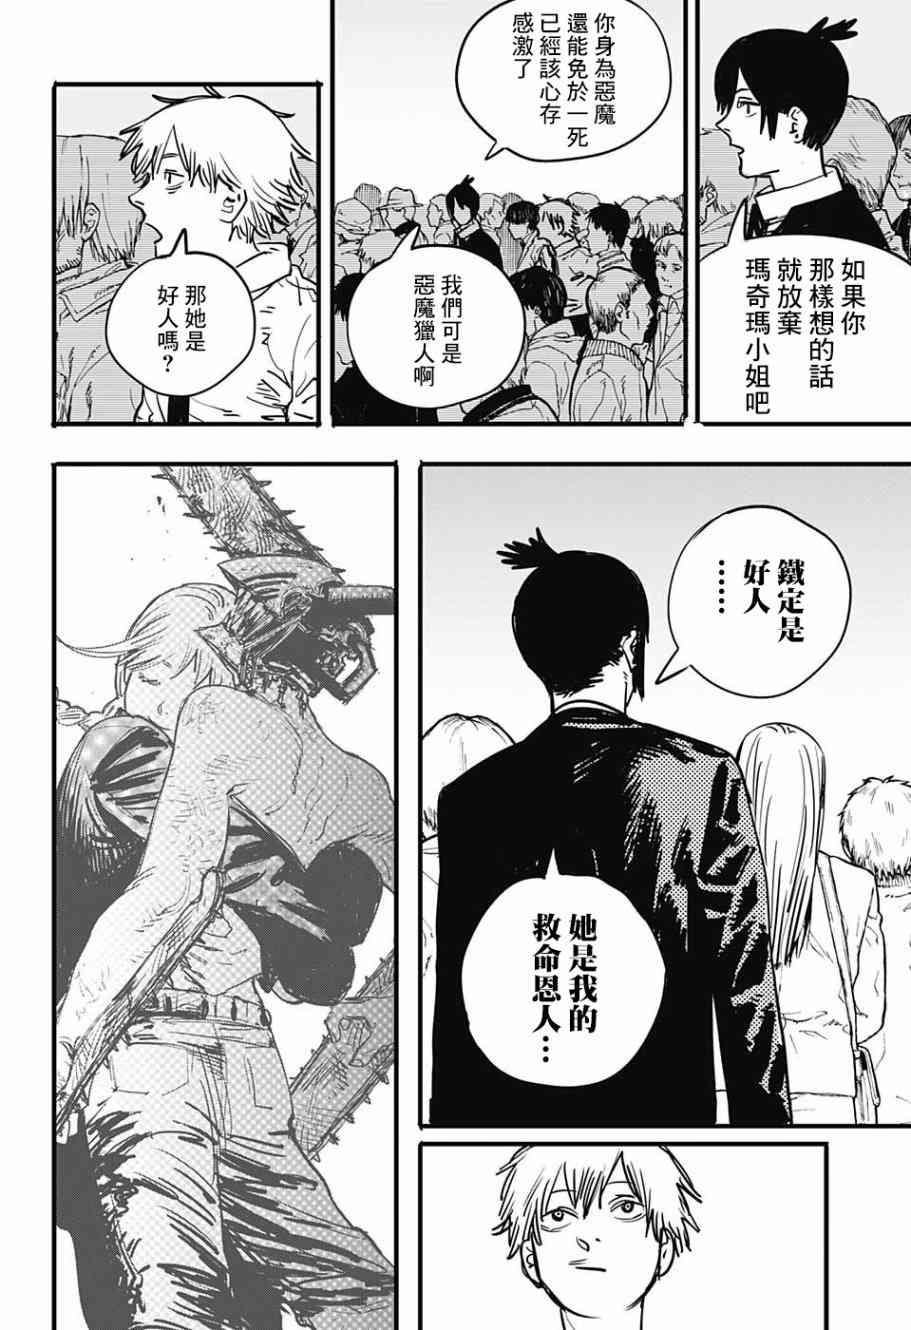 如果你
那樣想的話
就放棄
瑪奇瑪小姐吧
你身為惡魔
還能免於一死
已經該心存
感激了
我們可是
惡魔獵人啊
那她是
好人嗎?
鐵定是
好人
……
她是我的
救命恩人…